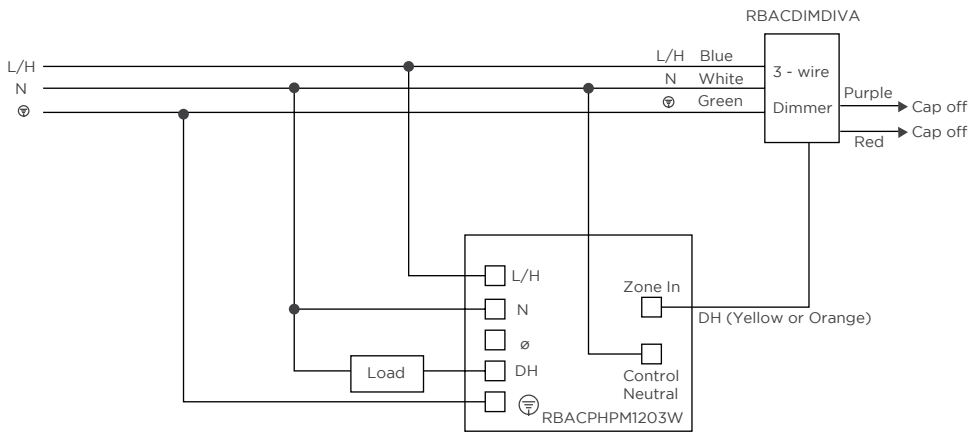 RBACDIMDIVA
L/H
N
L/H Blue
N White
Green
3 - wire
Dimmer
Purple
Cap off
Red
Cap off
L/H
N
ø
DH
Load
Zone In
DH (Yellow or Orange)
Control
Neutral
RBACPHPM1203W